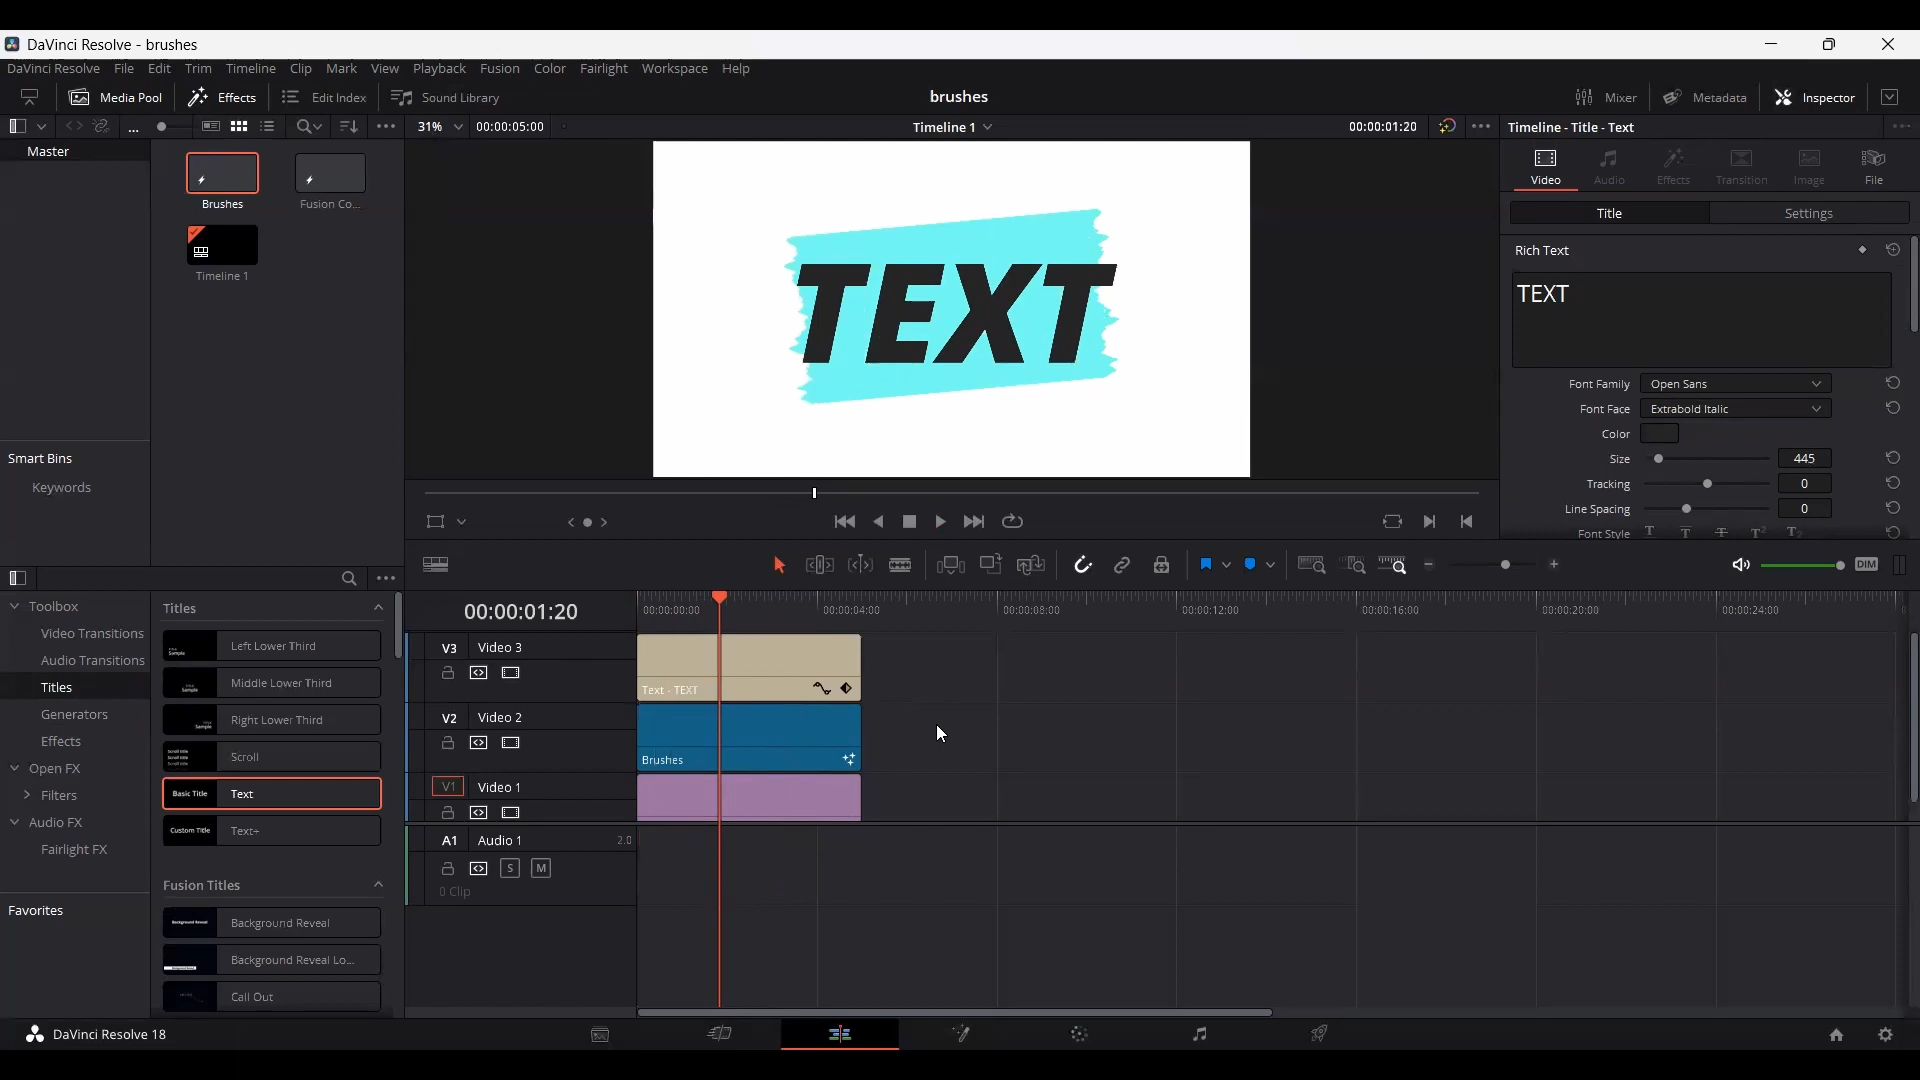 DaVinci Resolve - brushes
DaVinci Resolve File Edit Trim Timeline Clip Mark View Playback Fusion Color Fairlight Workspace Help
Media Pool Effects Edit Index Sound Library brushes Mixer Metadata Inspector
... 31% 00:00:05:00 Timeline 1 00:00:01:20 Timeline - Title - Text
Master
Brushes
Fusion Co...
Timeline 1
Smart Bins
Keywords
TEXT
Video Audio Effects Transition Image File
Title Settings
Rich Text
TEXT
Font Family Open Sans
Font Face Extrabold Italic
Color
Size 445
Tracking 0
Line Spacing 0
Font Style T T T T² T₂
DIM
Toolbox
Video Transitions
Audio Transitions
Titles
Generators
Effects
Open FX
Filters
Audio FX
Fairlight FX
Favorites
Titles
Left Lower Third
Middle Lower Third
Right Lower Third
Scroll
Basic Title Text
Custom Title Text+
Fusion Titles
Background Reveal
Background Reveal Lo...
Call Out
00:00:01:20 00:00:00:00 00:00:04:00 00:00:08:00 00:00:12:00 00:00:16:00 00:00:20:00 00:00:24:00
V3 Video 3
Text - TEXT
V2 Video 2
Brushes
V1 Video 1
A1 Audio 1 2.0
S M
0 Clip
DaVinci Resolve 18